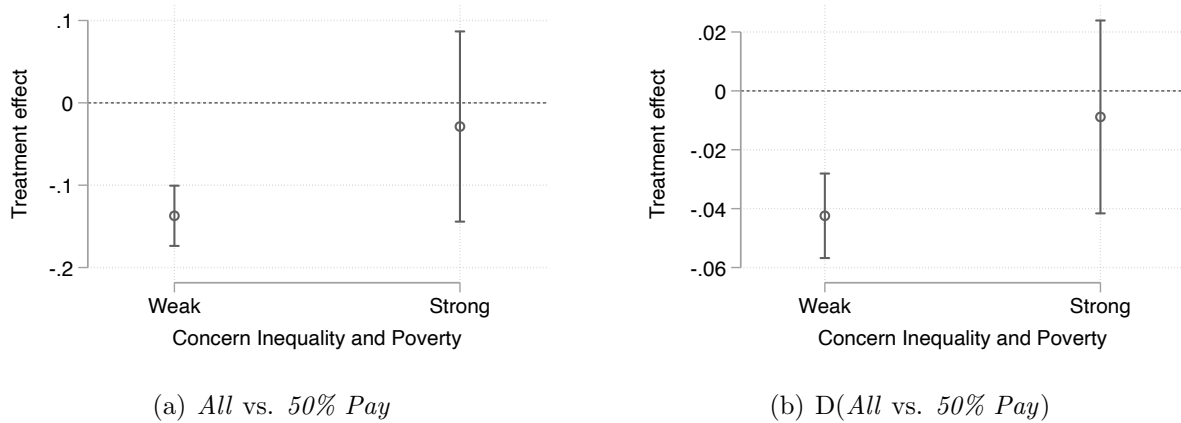 .1
0
-.1
-.2
Treatment effect
Weak
Strong
Concern Inequality and Poverty
(a) All vs. 50% Pay
.02
0
-.02
-.04
-.06
Treatment effect
Weak
Strong
Concern Inequality and Poverty
(b) D(All vs. 50% Pay)